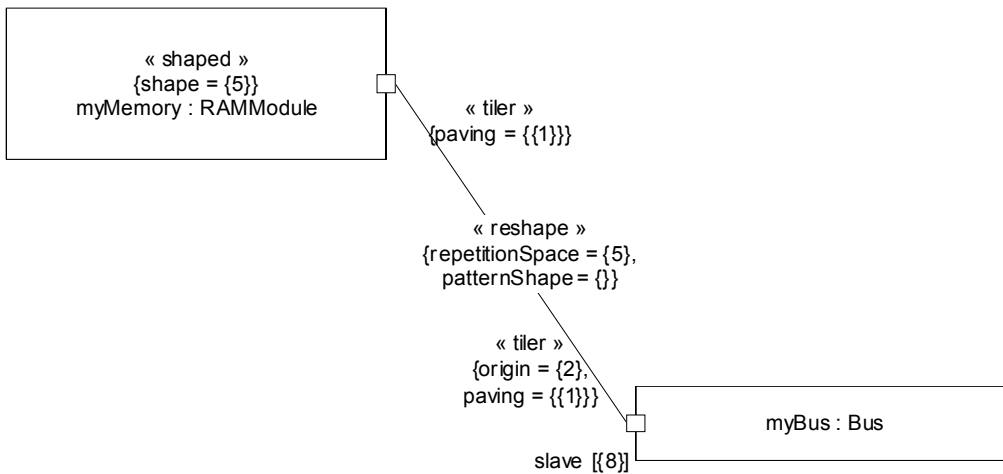 « shaped »
{shape = {5}}
myMemory : RAMModule
« tiler »
{paving = {{1}}}
« reshape »
{repetitionSpace = {5},
patternShape = {}}
« tiler »
{origin = {2},
paving = {{1}}}
myBus : Bus
slave [{8}]